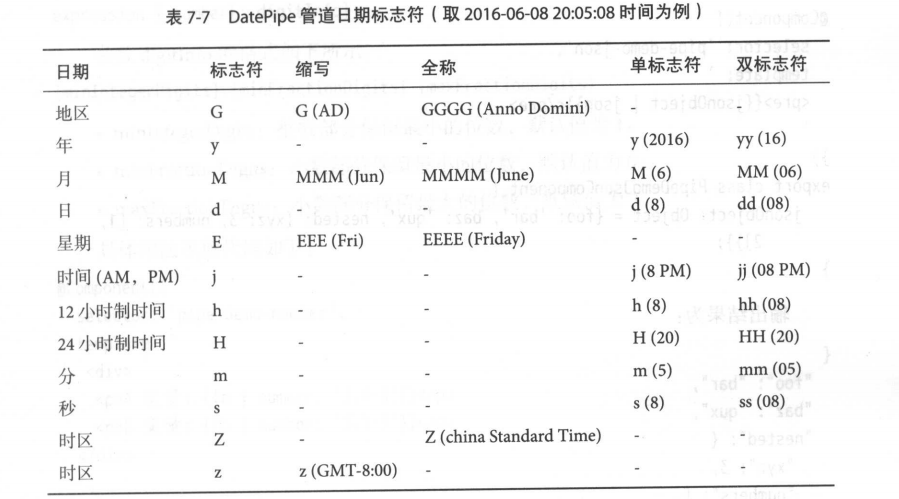 表 7-7 DatePipe 管道日期标志符（取 2016-06-08 20:05:08 时间为例）
日期 标志符 缩写 全称 单标志符 双标志符
地区 G G (AD) GGGG (Anno Domini) - -
年 y - - y (2016) yy (16)
月 M MMM (Jun) MMMM (June) M (6) MM (06)
日 d - - d (8) dd (08)
星期 E EEE (Fri) EEEE (Friday) - -
时间 (AM，PM) j - - j (8 PM) jj (08 PM)
12 小时制时间 h - - h (8) hh (08)
24 小时制时间 H - - H (20) HH (20)
分 m - - m (5) mm (05)
秒 s - - s (8) ss (08)
时区 Z - Z (china Standard Time) - -
时区 z z (GMT-8:00) - - -